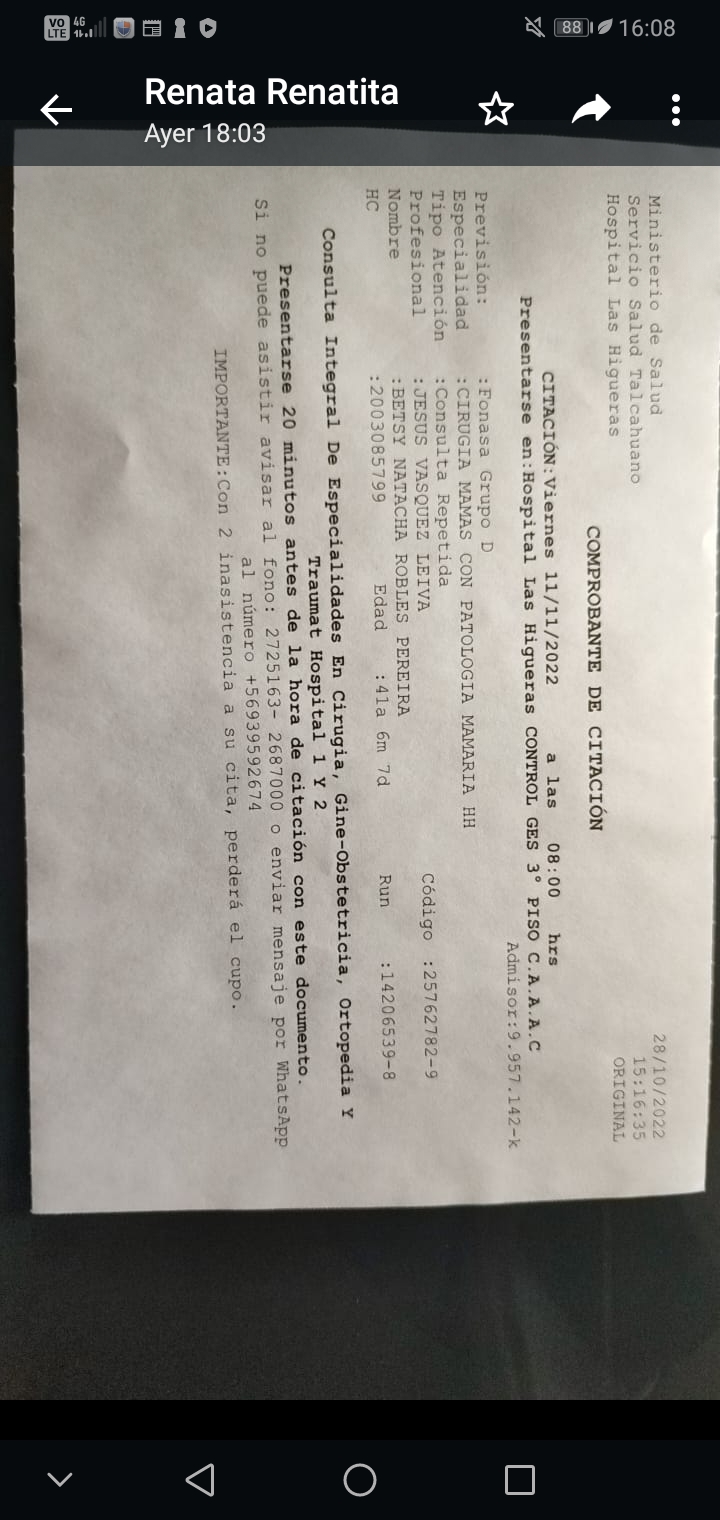 VO LTE 4G 88 16:08
Renata Renatita
Ayer 18:03
Ministerio de Salud 28/10/2022
Servicio Salud Talcahuano 15:16:35
Hospital Las Higueras ORIGINAL
COMPROBANTE DE CITACIÓN
CITACIÓN:Viernes 11/11/2022 a las 08:00 hrs
Presentarse en:Hospital Las Higueras CONTROL GES 3° PISO C.A.A.A.C
Admisor:9.957.142-k
Previsión: :Fonasa Grupo D
Especialidad :CIRUGIA MAMAS CON PATOLOGIA MAMARIA HH
Tipo Atención :Consulta Repetida
Profesional :JESUS VASQUEZ LEIVA Código :25762782-9
Nombre :BETSY NATACHA ROBLES PEREIRA
HC :2003085799 Edad :41a 6m 7d Run :14206539-8
Consulta Integral De Especialidades En Cirugia, Gine-Obstetricia, Ortopedia Y
Traumat Hospital 1 Y 2
Presentarse 20 minutos antes de la hora de citación con este documento.
Si no puede asistir avisar al fono: 2725163- 2687000 o enviar mensaje por WhatsApp
al número +56939592674
IMPORTANTE:Con 2 inasistencia a su cita, perderá el cupo.